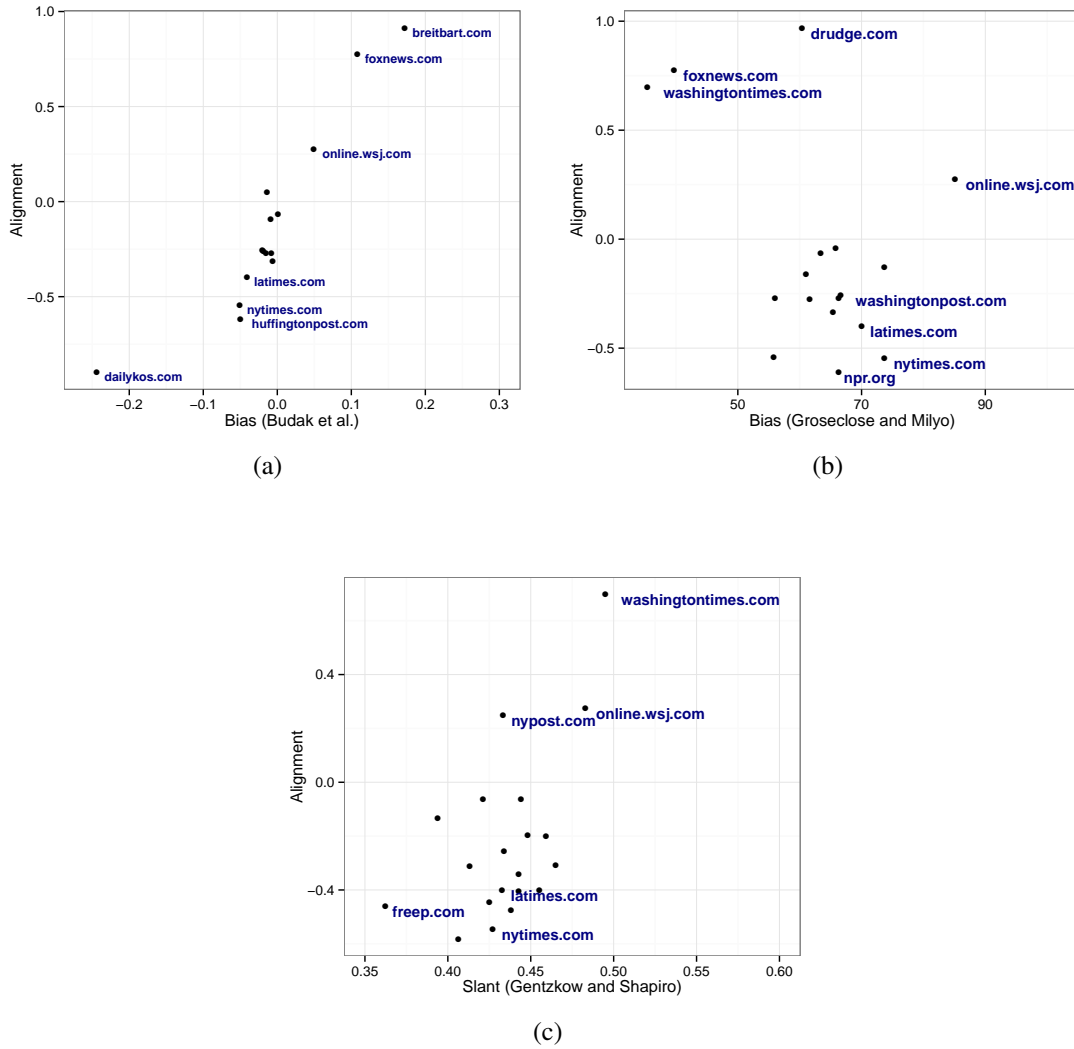 1.0
breitbart.com
foxnews.com
0.5
online.wsj.com
0.0
latimes.com
−0.5
nytimes.com
huffingtonpost.com
dailykos.com
Alignment
−0.2 −0.1 0.0 0.1 0.2 0.3
Bias (Budak et al.)
(a)
1.0
drudge.com
foxnews.com
washingtontimes.com
0.5
online.wsj.com
0.0
washingtonpost.com
latimes.com
−0.5
nytimes.com
npr.org
Alignment
50 70 90
Bias (Groseclose and Milyo)
(b)
washingtontimes.com
0.4
online.wsj.com
nypost.com
0.0
−0.4
latimes.com
freep.com
nytimes.com
Alignment
0.35 0.40 0.45 0.50 0.55 0.60
Slant (Gentzkow and Shapiro)
(c)